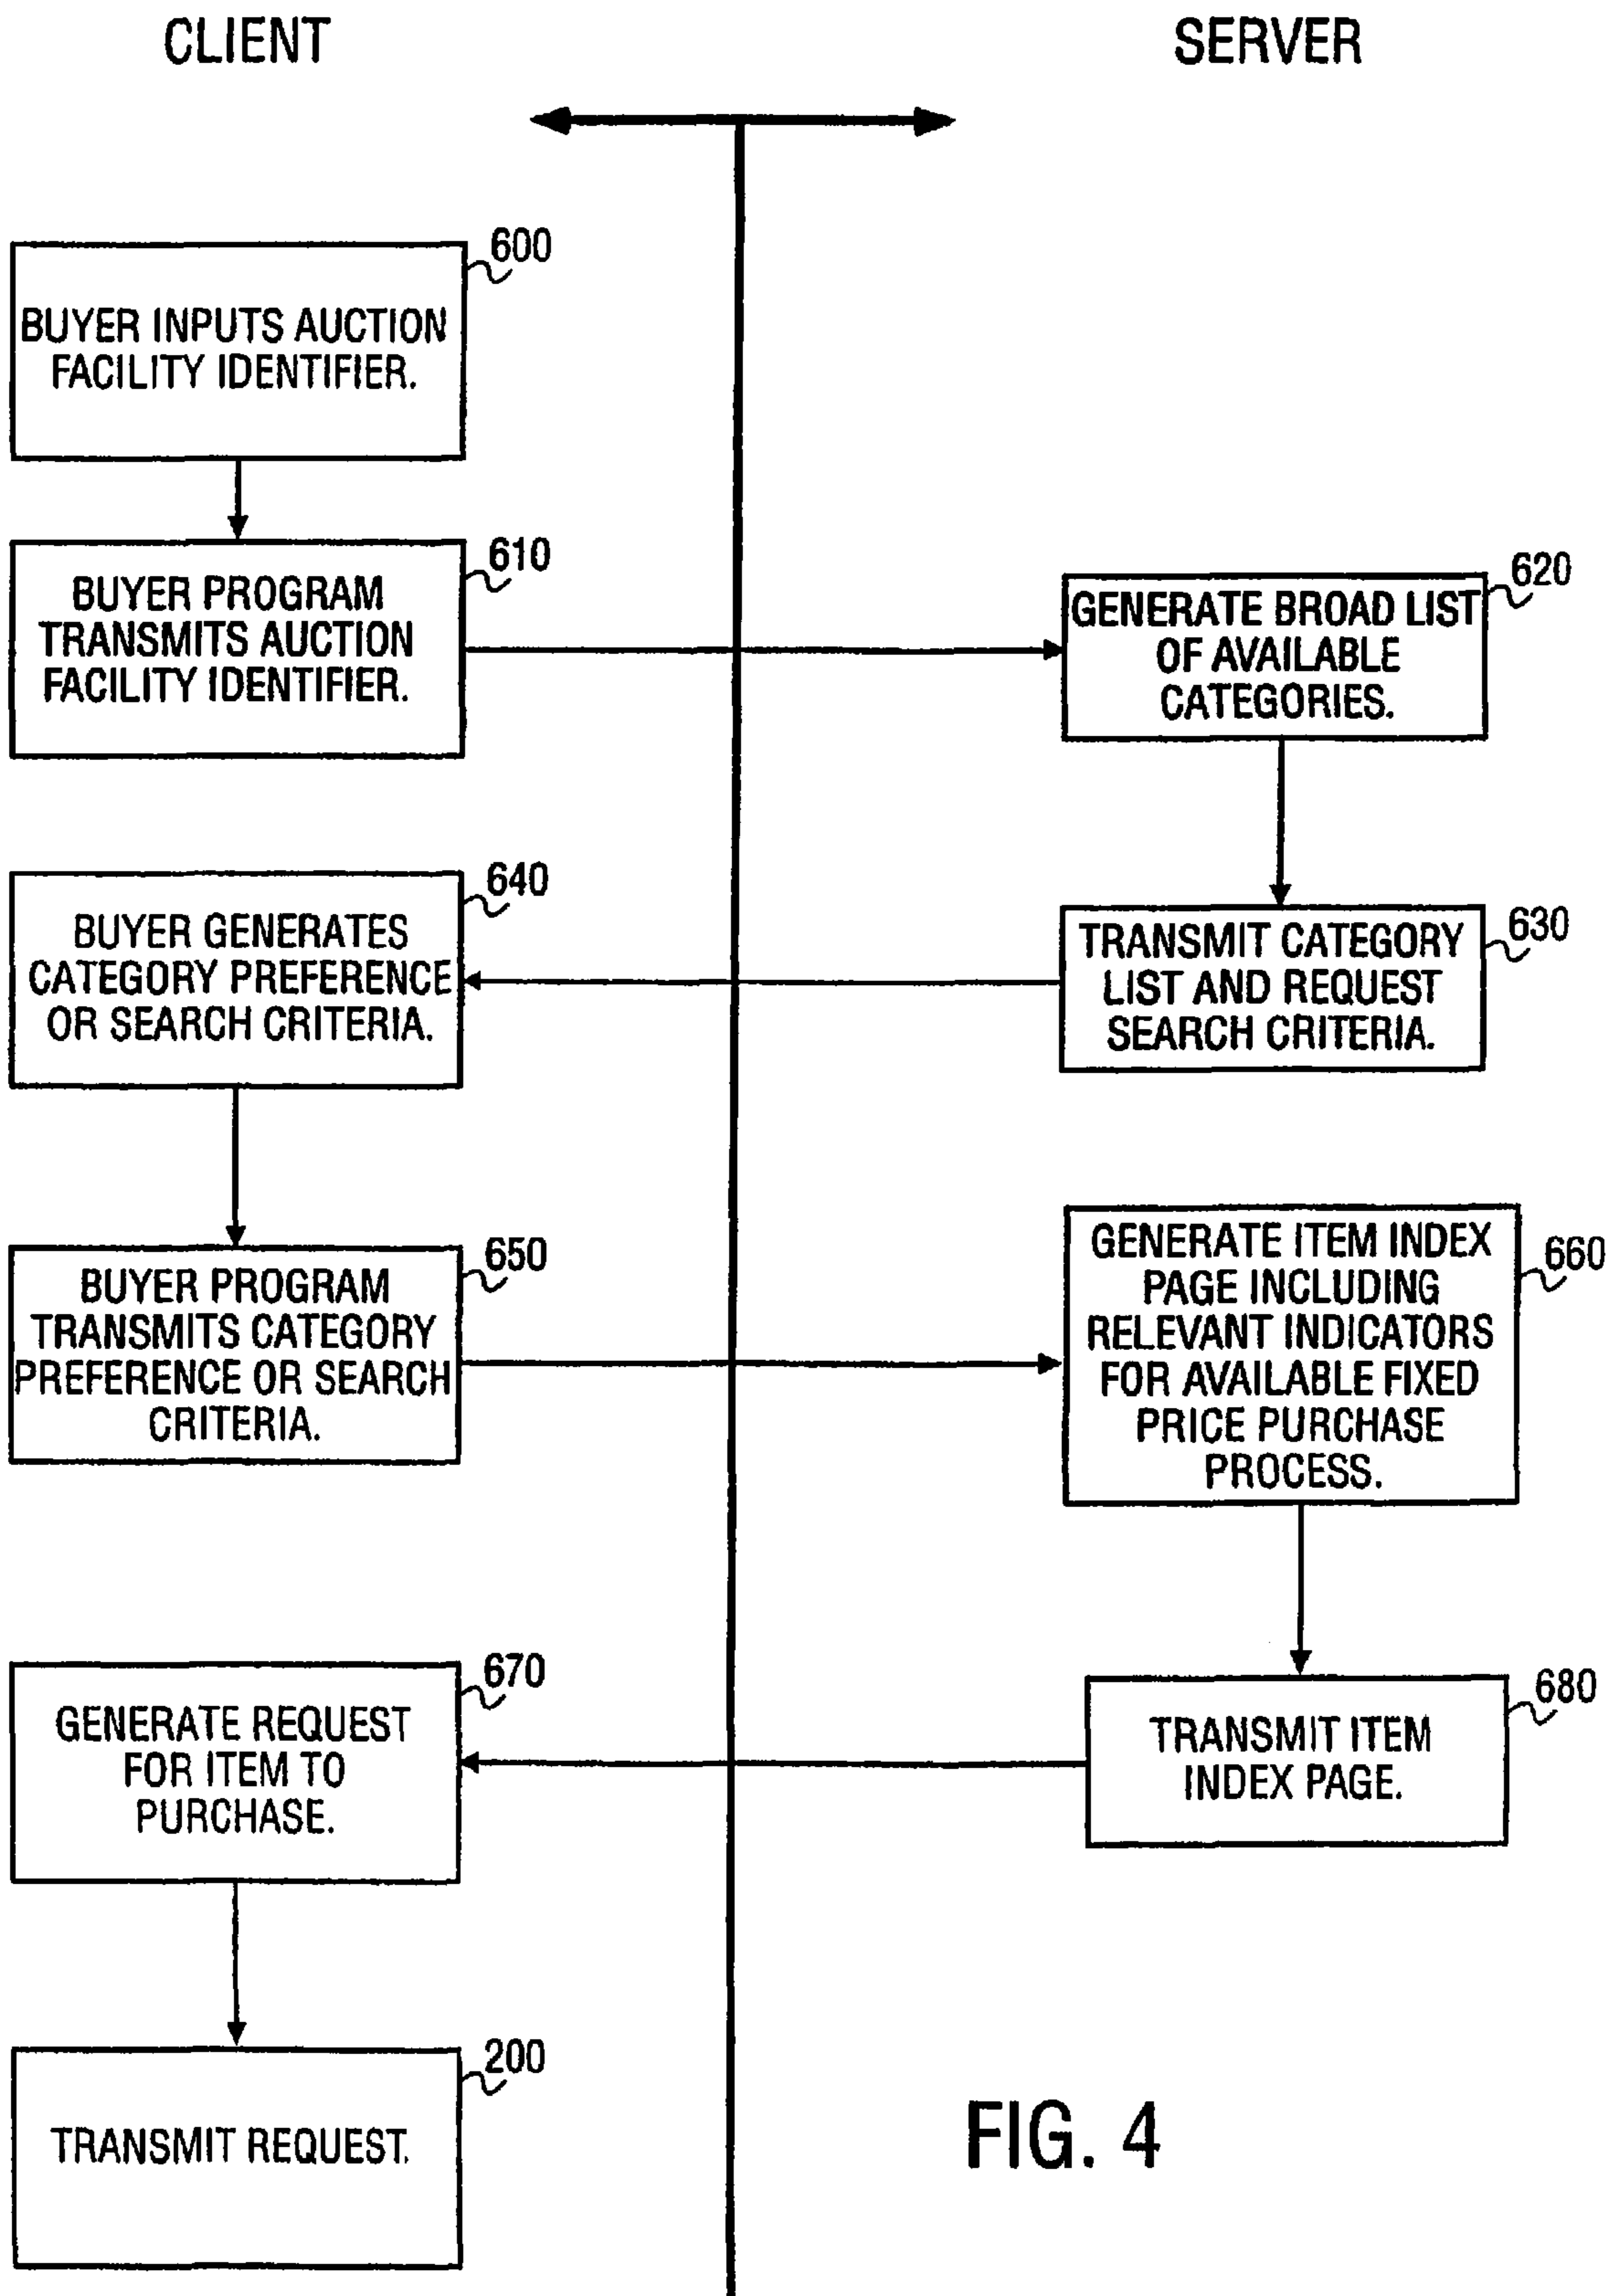 CLIENT
SERVER
600
BUYER INPUTS AUCTION
FACILITY IDENTIFIER.
610
BUYER PROGRAM
TRANSMITS AUCTION
FACILITY IDENTIFIER.
620
GENERATE BROAD LIST
OF AVAILABLE
CATEGORIES.
630
TRANSMIT CATEGORY
LIST AND REQUEST
SEARCH CRITERIA.
640
BUYER GENERATES
CATEGORY PREFERENCE
OR SEARCH CRITERIA.
650
BUYER PROGRAM
TRANSMITS CATEGORY
PREFERENCE OR SEARCH
CRITERIA.
660
GENERATE ITEM INDEX
PAGE INCLUDING
RELEVANT INDICATORS
FOR AVAILABLE FIXED
PRICE PURCHASE
PROCESS.
680
TRANSMIT ITEM
INDEX PAGE.
670
GENERATE REQUEST
FOR ITEM TO
PURCHASE.
200
TRANSMIT REQUEST.
FIG. 4